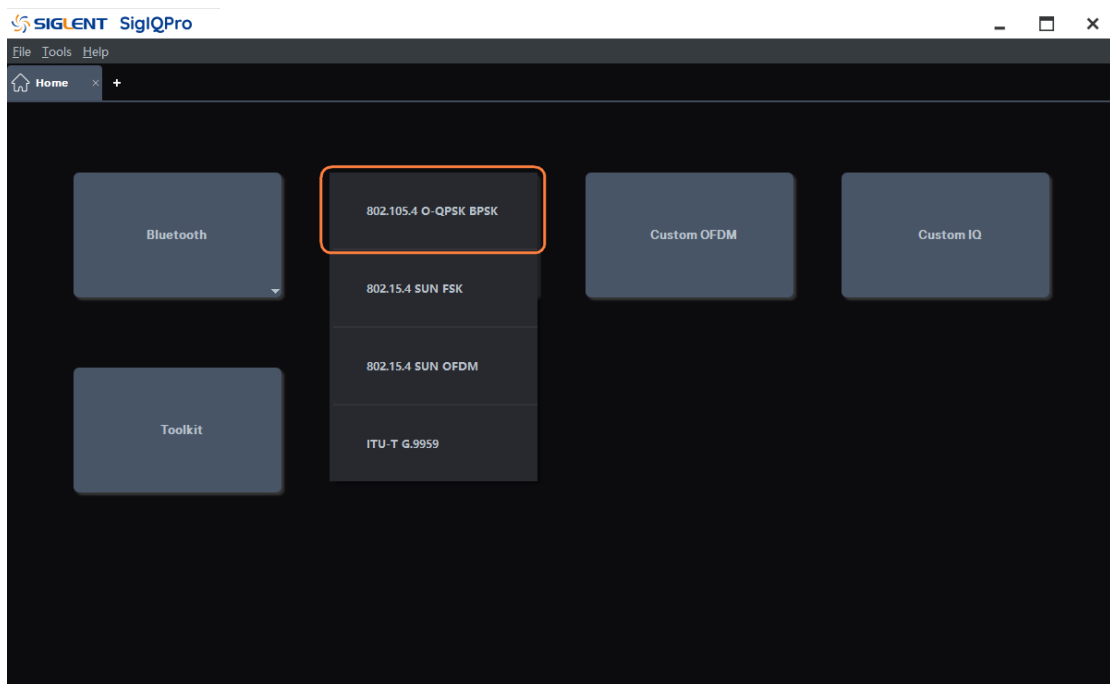 SIGLENT SigIQPro
File Tools Help
Home × +
Bluetooth
802.105.4 O-QPSK BPSK
802.15.4 SUN FSK
802.15.4 SUN OFDM
ITU-T G.9959
Custom OFDM
Custom IQ
Toolkit